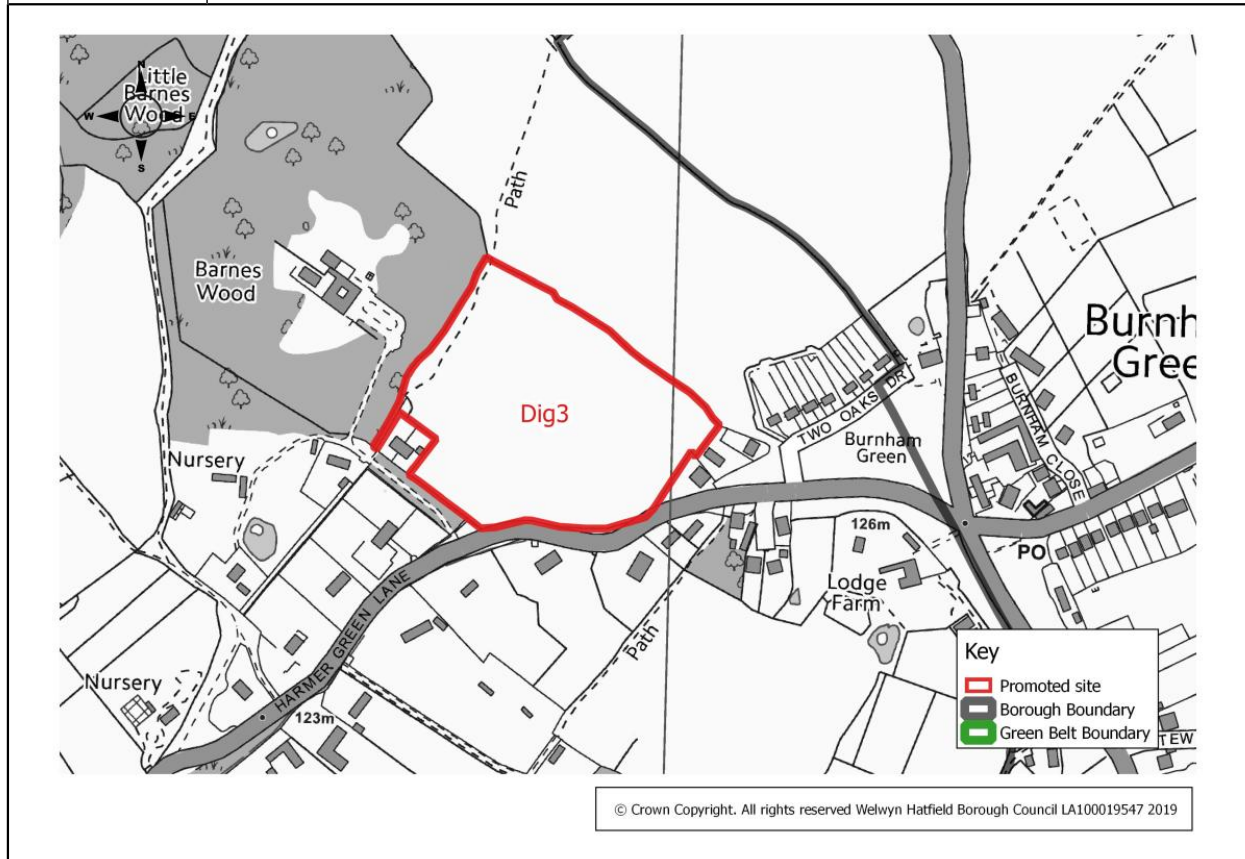 N
W
E
S
Little
Barnes
Wood
Path
Barnes
Wood
Dig3
Nursery
TWO OAKS DR
Burnham
Green
BURNHAM CLOSE
Burnh
Gree
126m
PO
Lodge
Farm
HARMER GREEN LANE
Path
Nursery
123m
TEW
Key
Promoted site
Borough Boundary
Green Belt Boundary
© Crown Copyright. All rights reserved Welwyn Hatfield Borough Council LA100019547 2019